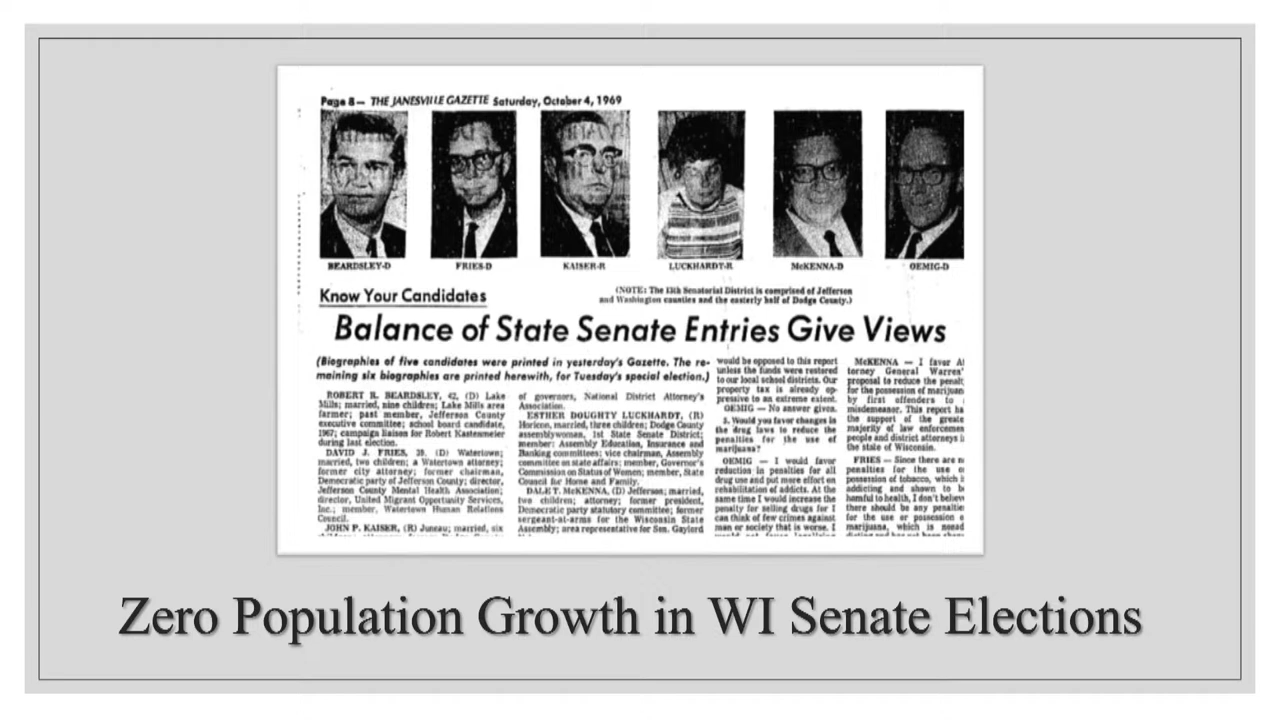 Page 8— THE JANESVILLE GAZETTE Saturday, October 4, 1969
BEARDSLEY-D
FRIES-D
KAISER-R
LUCKHARDT-R
McKENNA-D
OEMIG-D
Know Your Candidates
(NOTE: The 13th Senatorial District is comprised of Jefferson
and Washington counties and the easterly half of Dodge County.)
Balance of State Senate Entries Give Views
(Biographies of five candidates were printed in yesterday's Gazette. The re-
maining six biographies are printed herewith, for Tuesday's special election.)
ROBERT R. BEARDSLEY, 42, (D) Lake
Mills; married, nine children; Lake Mills area
farmer; past member, Jefferson County
executive committee; school board candidate,
1967; campaign liaison for Robert Kastenmeier
during last election.
DAVID J. FRIES, 39, (D) Watertown;
married, two children; a Watertown attorney;
former city attorney; former chairman,
Democratic party of Jefferson County; director,
Jefferson County Mental Health Association;
director, United Migrant Opportunity Services,
Inc.; member, Watertown Human Relations
Council.
JOHN P. KAISER, (R) Juneau; married, six
of governors, National District Attorney's
Association.
ESTHER DOUGHTY LUCKHARDT, (R)
Horicon, married, three children; Dodge County
assemblywoman, 1st State Senate District;
member: Assembly Education, Insurance and
Banking committees; vice chairman, Assembly
committee on state affairs; member, Governor's
Commission on Status of Women; member, State
Council for Home and Family.
DALE T. McKENNA, (D) Jefferson; married,
two children; attorney; former president,
Democratic party statutory committee; former
sergeant-at-arms for the Wisconsin State
Assembly; area representative for Sen. Gaylord
would be opposed to this report
unless the funds were restored
to our local school districts. Our
property tax is already op-
pressive to an extreme extent.
OEMIG — No answer given.
3. Would you favor changes in
the drug laws to reduce the
penalties for the use of
marijuana?
OEMIG — I would favor
reduction in penalties for all
drug use and put more effort on
rehabilitation of addicts. At the
same time I would increase the
penalty for selling drugs for I
can think of few crimes against
man or society that is worse. I
McKENNA — I favor At
torney General Warren'
proposal to reduce the penalt
for the possession of marijuan
by first offenders to
misdemeanor. This report ha
the support of the greate
majority of law enforcemen
people and district attorneys i
the state of Wisconsin.
FRIES — Since there are n
penalties for the use o
possession of tobacco, which i
addicting and shown to b
harmful to health, I don't believ
there should be any penaltie
for the use or possession o
marijuana, which is nonad
Zero Population Growth in WI Senate Elections